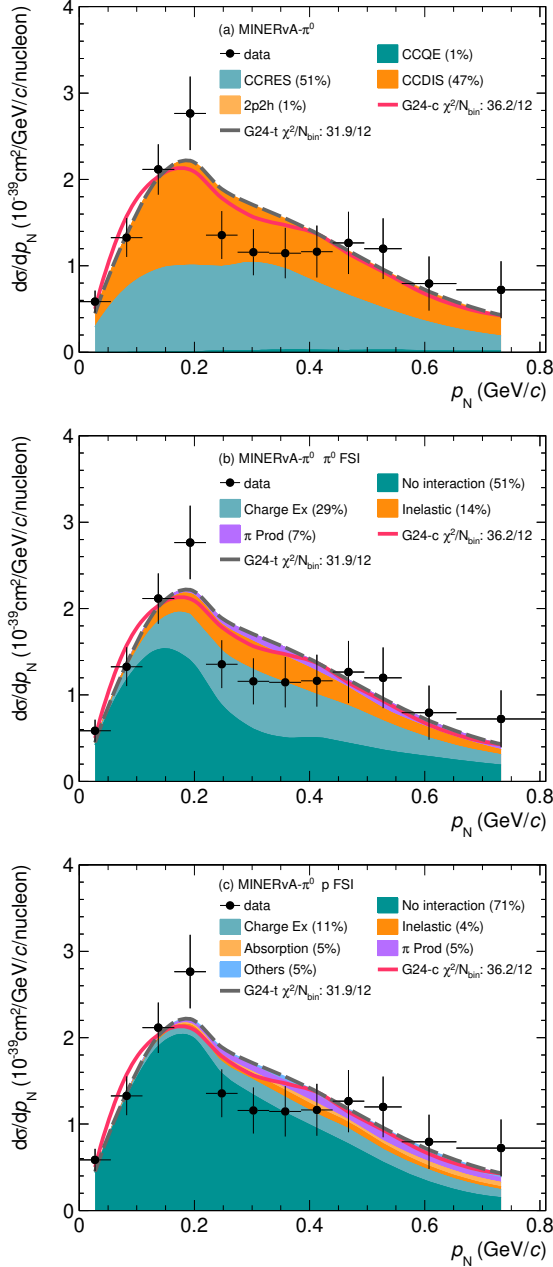 (a) MINERvA-π⁰
data
CCQE (1%)
CCRES (51%)
CCDIS (47%)
2p2h (1%)
G24-c χ²/N_bin: 36.2/12
G24-t χ²/N_bin: 31.9/12
dσ/dp_N (10⁻³⁹cm²/GeV/c/nucleon)
0
1
2
3
4
0 0.2 0.4 0.6 0.8
p_N (GeV/c)
(b) MINERvA-π⁰ π⁰ FSI
data
No interaction (51%)
Charge Ex (29%)
Inelastic (14%)
π Prod (7%)
G24-c χ²/N_bin: 36.2/12
G24-t χ²/N_bin: 31.9/12
dσ/dp_N (10⁻³⁹cm²/GeV/c/nucleon)
0
1
2
3
4
0 0.2 0.4 0.6 0.8
p_N (GeV/c)
(c) MINERvA-π⁰ p FSI
data
No interaction (71%)
Charge Ex (11%)
Inelastic (4%)
Absorption (5%)
π Prod (5%)
Others (5%)
G24-c χ²/N_bin: 36.2/12
G24-t χ²/N_bin: 31.9/12
dσ/dp_N (10⁻³⁹cm²/GeV/c/nucleon)
0
1
2
3
4
0 0.2 0.4 0.6 0.8
p_N (GeV/c)